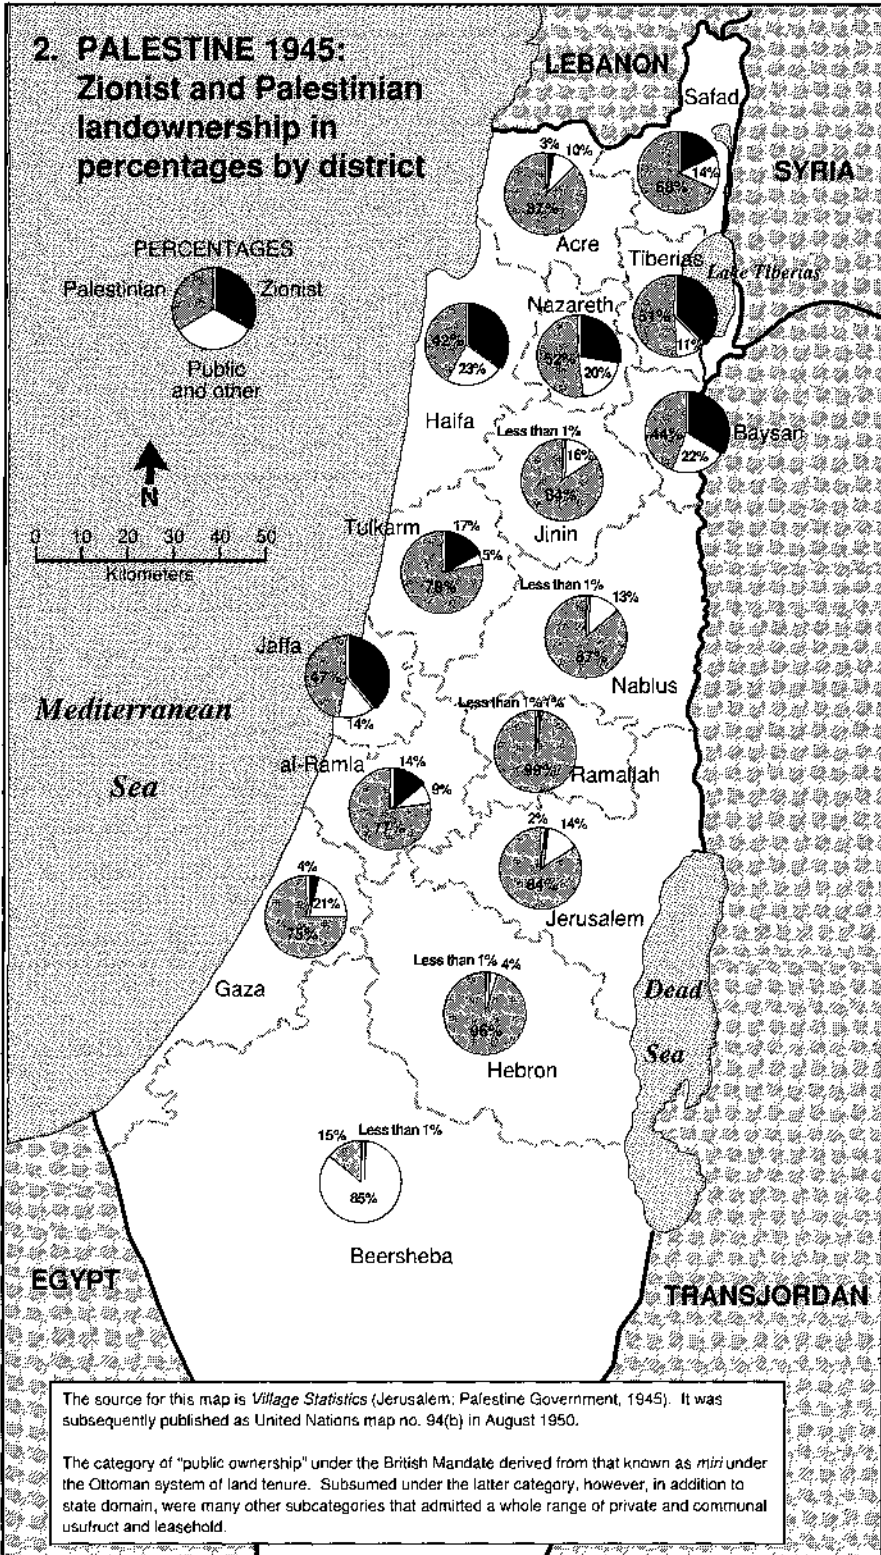 2. PALESTINE 1945:
Zionist and Palestinian
landownership in
percentages by district
LEBANON
Safad
SYRIA
14%
68%
3%
10%
87%
Acre
PERCENTAGES
Palestinian
Zionist
Public
and other
Tiberias
Lake Tiberias
51%
11%
Nazareth
52%
20%
42%
23%
Haifa
44%
22%
Baysan
Less than 1%
16%
84%
Jinin
N
0 10 20 30 40 50
Kilometers
Tulkarm
17%
5%
78%
Less than 1%
13%
87%
Nablus
Jaffa
47%
14%
Mediterranean
Sea
Less than 1%
1%
99%
Ramallah
al-Ramla
14%
9%
77%
2%
14%
84%
Jerusalem
4%
21%
75%
Gaza
Less than 1%
4%
96%
Hebron
Dead
Sea
15%
Less than 1%
85%
Beersheba
EGYPT
TRANSJORDAN
The source for this map is Village Statistics (Jerusalem: Palestine Government, 1945). It was
subsequently published as United Nations map no. 94(b) in August 1950.
The category of "public ownership" under the British Mandate derived from that known as miri under
the Ottoman system of land tenure. Subsumed under the latter category, however, in addition to
state domain, were many other subcategories that admitted a whole range of private and communal
usufruct and leasehold.